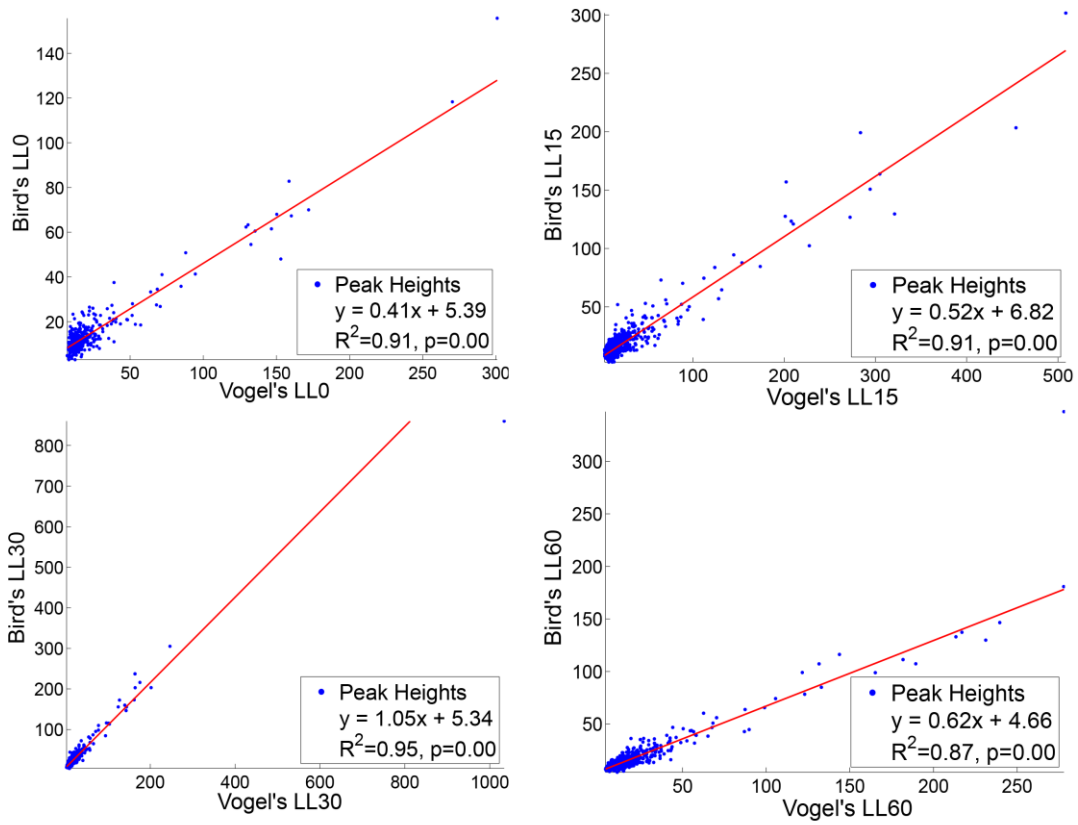 140
120
100
80
60
40
20
50
100
150
200
250
300
Bird's LL0
Vogel's LL0
Peak Heights
y = 0.41x + 5.39
R²=0.91, p=0.00
300
250
200
150
100
50
100
200
300
400
500
Bird's LL15
Vogel's LL15
Peak Heights
y = 0.52x + 6.82
R²=0.91, p=0.00
800
700
600
500
400
300
200
100
200
400
600
800
1000
Bird's LL30
Vogel's LL30
Peak Heights
y = 1.05x + 5.34
R²=0.95, p=0.00
300
250
200
150
100
50
50
100
150
200
250
Bird's LL60
Vogel's LL60
Peak Heights
y = 0.62x + 4.66
R²=0.87, p=0.00